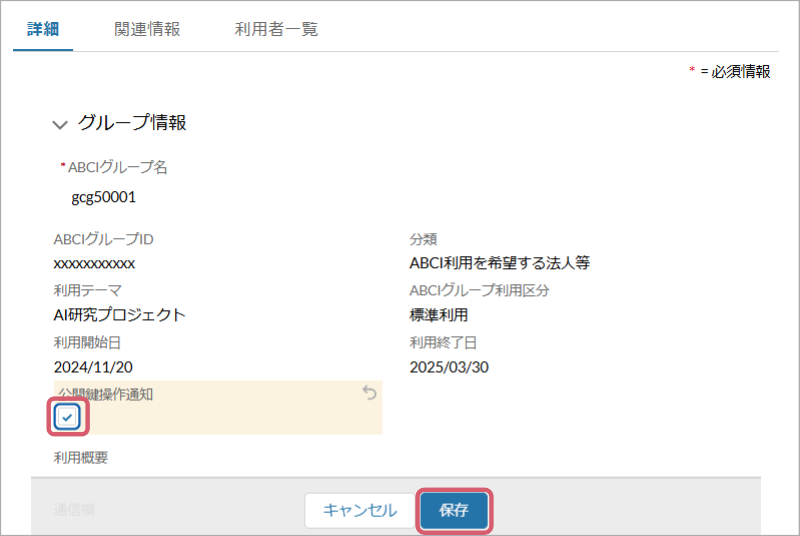 詳細 関連情報 利用者一覧
* = 必須情報
グループ情報
* ABCIグループ名
gcg50001
ABCIグループID 分類
xxxxxxxxxxx ABCI利用を希望する法人等
利用テーマ ABCIグループ利用区分
AI研究プロジェクト 標準利用
利用開始日 利用終了日
2024/11/20 2025/03/30
公開鍵操作通知
利用概要
通信欄
キャンセル 保存